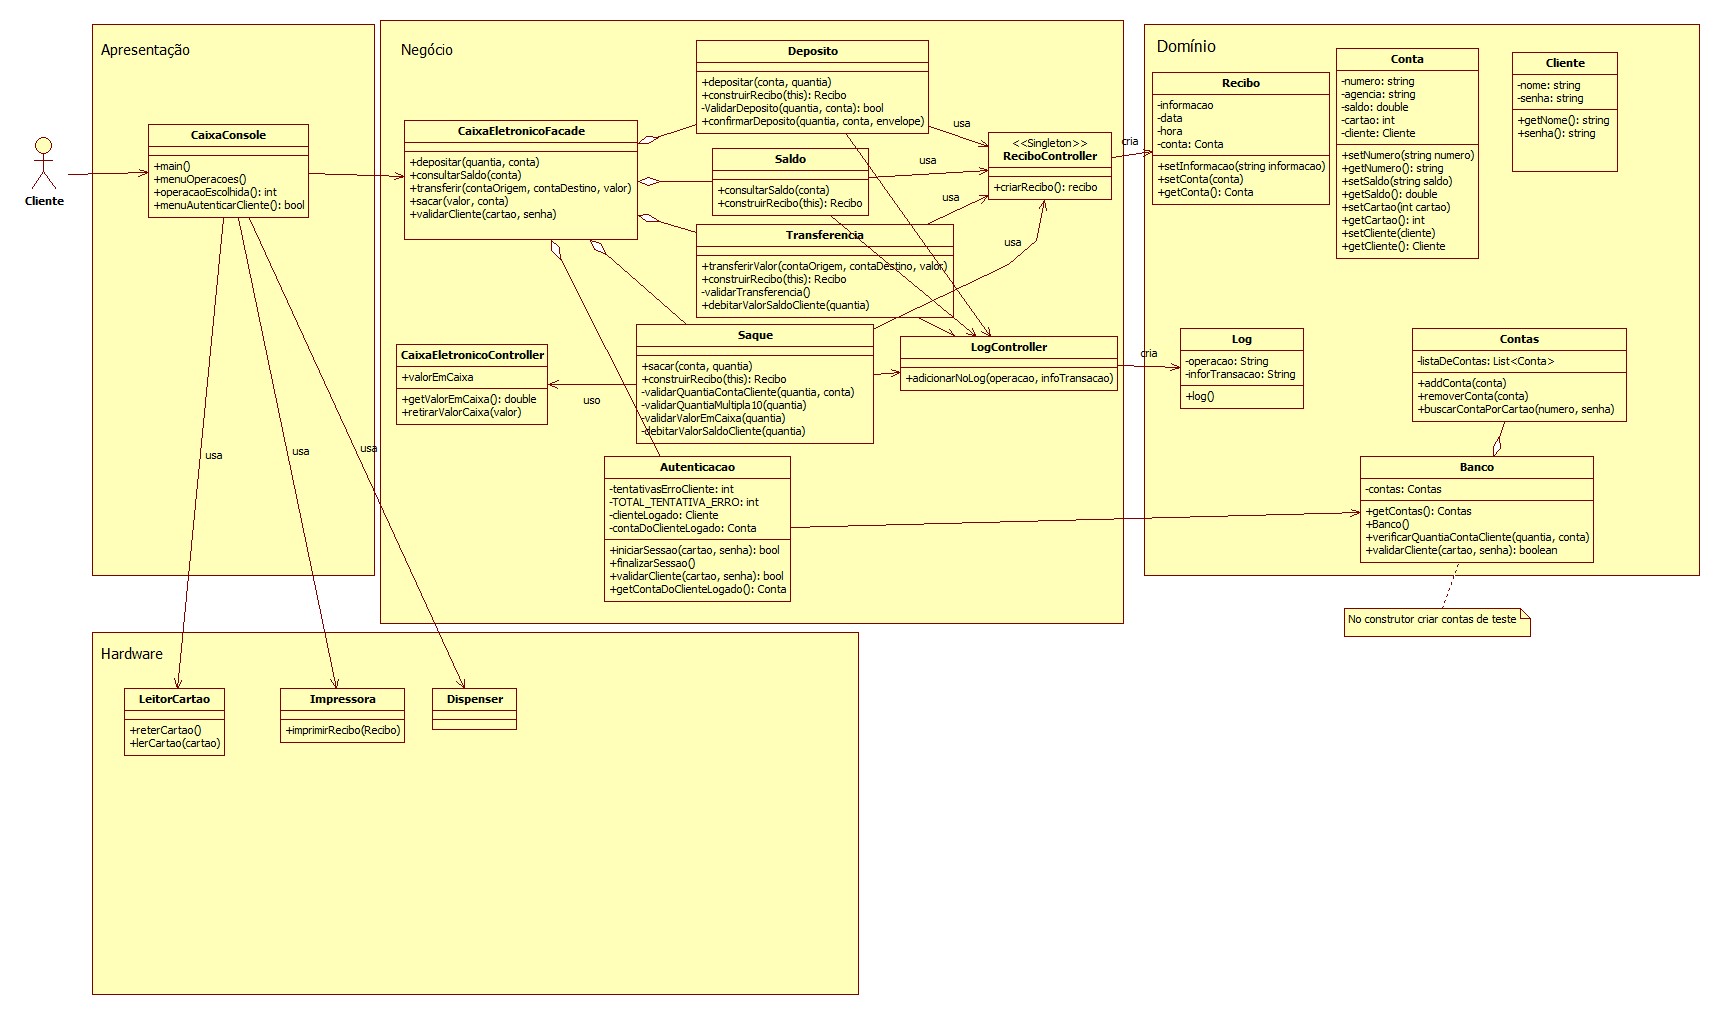 Apresentação
Cliente
CaixaConsole
+main()
+menuOperacoes()
+operacaoEscolhida(): int
+menuAutenticarCliente(): bool
usa
usa
usa
Negócio
CaixaEletronicoFacade
+depositar(quantia, conta)
+consultarSaldo(conta)
+transferir(contaOrigem, contaDestino, valor)
+sacar(valor, conta)
+validarCliente(cartao, senha)
Deposito
+depositar(conta, quantia)
+construirRecibo(this): Recibo
-ValidarDeposito(quantia, conta): bool
+confirmarDeposito(quantia, conta, envelope)
usa
Saldo
+consultarSaldo(conta)
+construirRecibo(this): Recibo
usa
Transferencia
+transferirValor(contaOrigem, contaDestino, valor)
+construirRecibo(this): Recibo
-validarTransferencia()
+debitarValorSaldoCliente(quantia)
usa
<<Singleton>>
ReciboController
+criarRecibo(): recibo
cria
usa
Saque
+sacar(conta, quantia)
+construirRecibo(this): Recibo
-validarQuantiaContaCliente(quantia, conta)
-validarQuantiaMultipla10(quantia)
-validarValorEmCaixa(quantia)
-debitarValorSaldoCliente(quantia)
uso
CaixaEletronicoController
+valorEmCaixa
+getValorEmCaixa(): double
+retirarValorCaixa(valor)
LogController
+adicionarNoLog(operacao, infoTransacao)
cria
Autenticacao
-tentativasErroCliente: int
-TOTAL_TENTATIVA_ERRO: int
-clienteLogado: Cliente
-contaDoClienteLogado: Conta
+iniciarSessao(cartao, senha): bool
+finalizarSessao()
+validarCliente(cartao, senha): bool
+getContaDoClienteLogado(): Conta
Domínio
Recibo
-informacao
-data
-hora
-conta: Conta
+setInformacao(string informacao)
+setConta(conta)
+getConta(): Conta
Conta
-numero: string
-agencia: string
-saldo: double
-cartao: int
-cliente: Cliente
+setNumero(string numero)
+getNumero(): string
+setSaldo(string saldo)
+getSaldo(): double
+setCartao(int cartao)
+getCartao(): int
+setCliente(cliente)
+getCliente(): Cliente
Cliente
-nome: string
-senha: string
+getNome(): string
+senha(): string
Log
-operacao: String
-inforTransacao: String
+log()
Contas
-listaDeContas: List<Conta>
+addConta(conta)
+removerConta(conta)
+buscarContaPorCartao(numero, senha)
Banco
-contas: Contas
+getContas(): Contas
+Banco()
+verificarQuantiaContaCliente(quantia, conta)
+validarCliente(cartao, senha): boolean
No construtor criar contas de teste
Hardware
LeitorCartao
+reterCartao()
+lerCartao(cartao)
Impressora
+imprimirRecibo(Recibo)
Dispenser